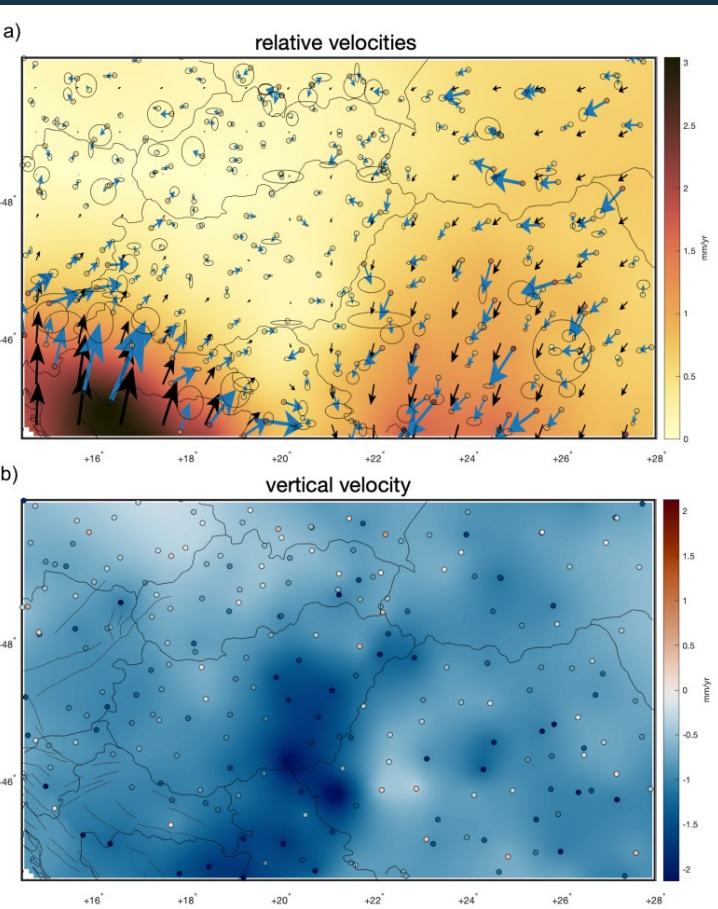 a)
relative velocities
3
2.5
2
1.5
1
0.5
0
mm/yr
-48°
-46°
+16° +18° +20° +22° +24° +26° +28°
b)
vertical velocity
2
1.5
1
0.5
0
-0.5
-1
-1.5
-2
mm/yr
-48°
-46°
+16° +18° +20° +22° +24° +26° +28°